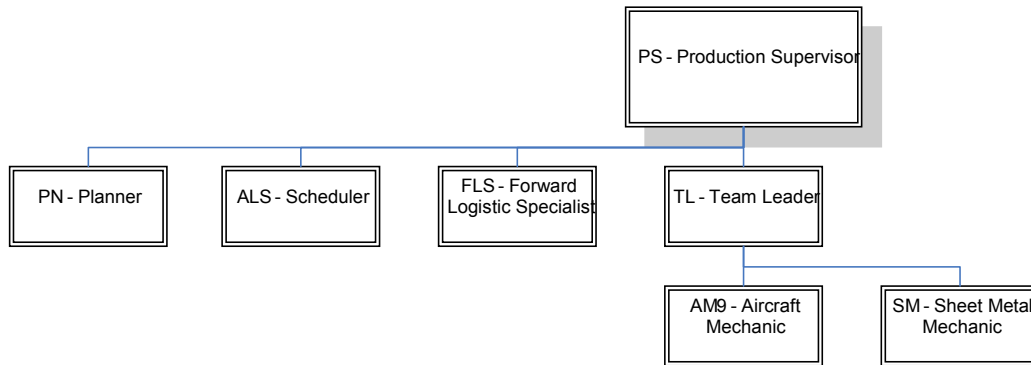 PS - Production Supervisor
PN - Planner
ALS - Scheduler
FLS - Forward
Logistic Specialist
TL - Team Leader
AM9 - Aircraft
Mechanic
SM - Sheet Metal
Mechanic